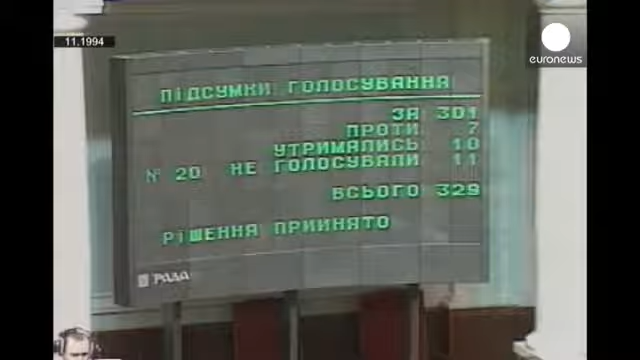 11.1994
euronews
ПІДСУМКИ ГОЛОСУВАННЯ
ЗА 301
ПРОТИ 7
УТРИМАЛИСЬ 10
№ 20 НЕ ГОЛОСУВАЛИ 11
ВСЬОГО 329
РІШЕННЯ ПРИЙНЯТО
РАДА